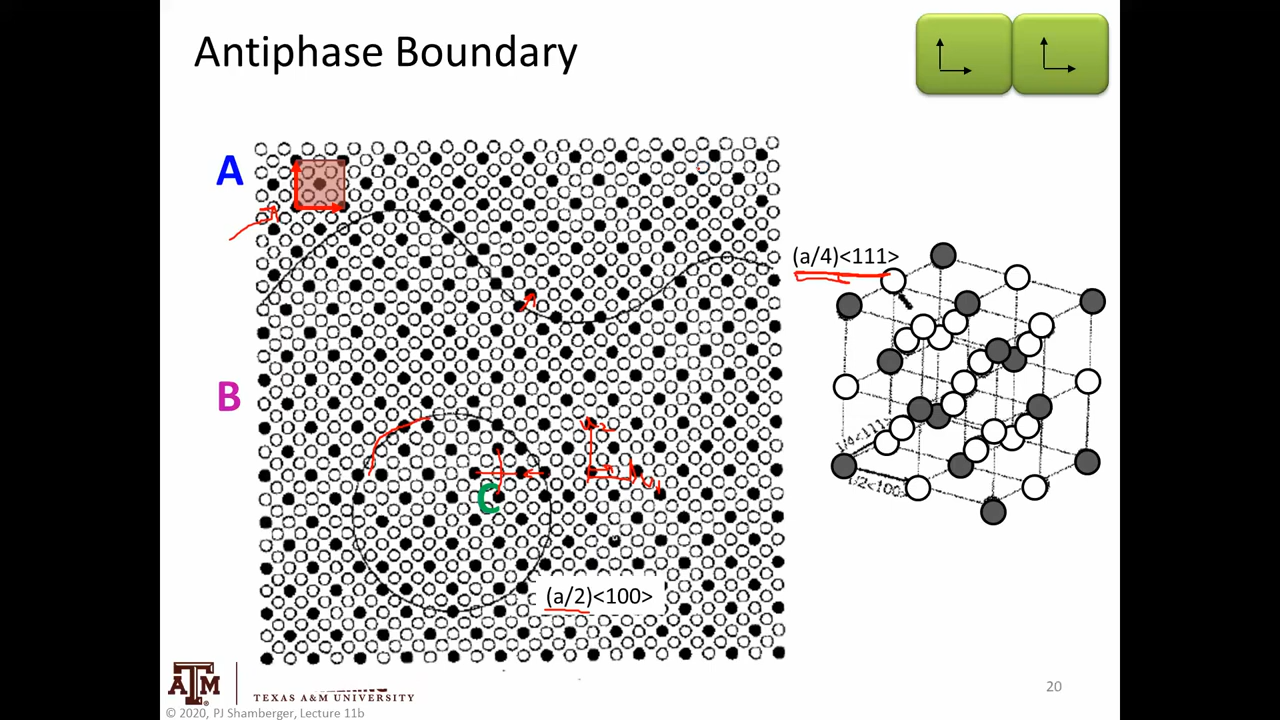 Antiphase Boundary
A
(a/4)<111>
B
1/4<111>
C
1/2<100>
(a/2)<100>
ATM
TEXAS A&M UNIVERSITY
20
© 2020, PJ Shamberger, Lecture 11b